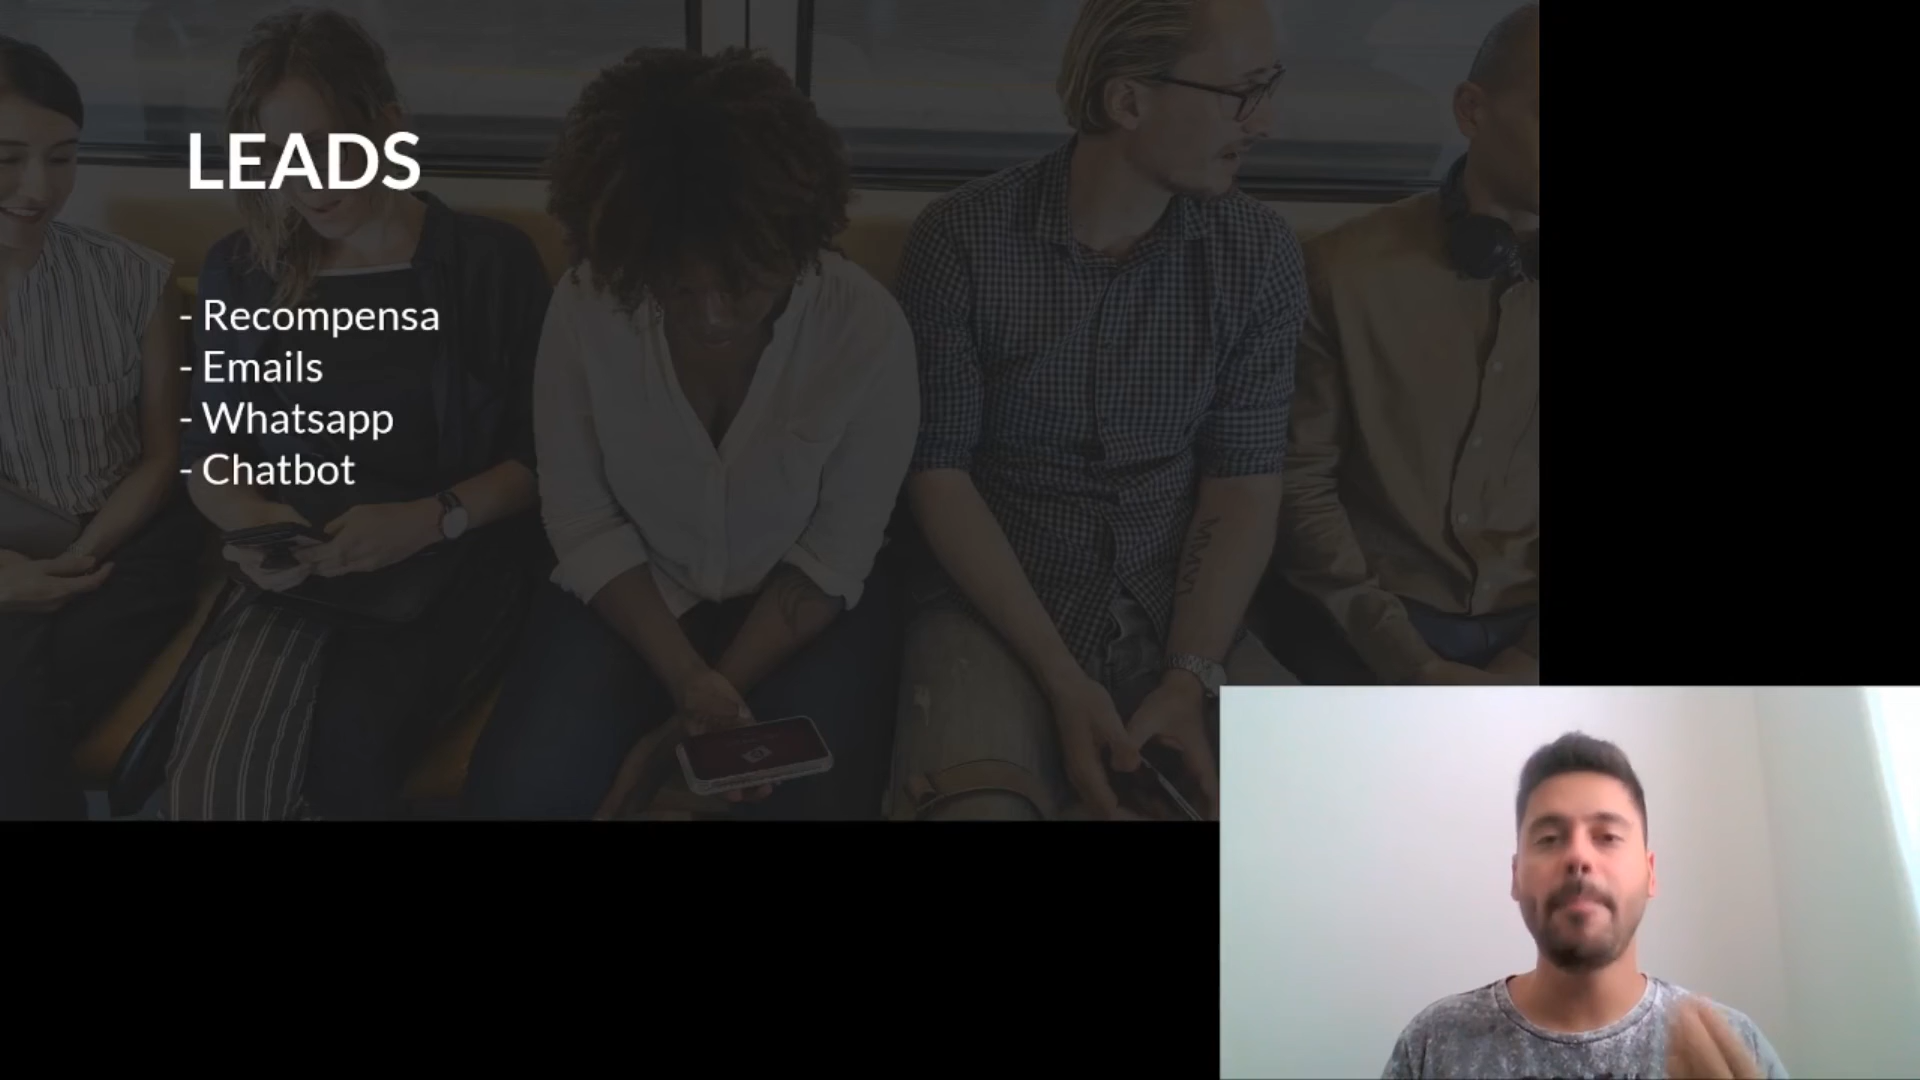 LEADS
- Recompensa
- Emails
- Whatsapp
- Chatbot